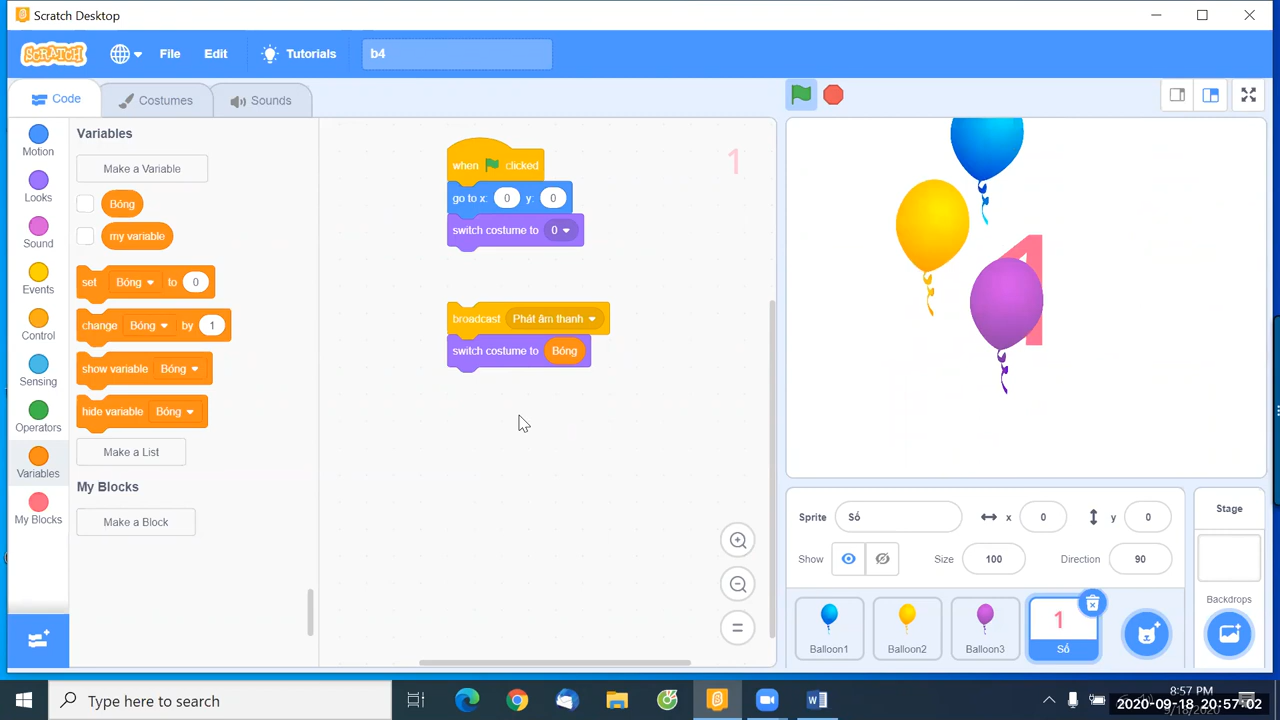 Scratch Desktop
SCRATCH
File
Edit
Tutorials
b4
Code
Costumes
Sounds
Motion
Looks
Sound
Events
Control
Sensing
Operators
Variables
My Blocks
Variables
Make a Variable
Bóng
my variable
set Bóng to 0
change Bóng by 1
show variable Bóng
hide variable Bóng
Make a List
My Blocks
Make a Block
when clicked
go to x: 0 y: 0
switch costume to 0
broadcast Phát âm thanh
switch costume to Bóng
1
1
Sprite Số x 0 y 0
Show Size 100 Direction 90
Balloon1
Balloon2
Balloon3
1
Số
Stage
Backdrops
Type here to search
8:57 PM
2020-09-18 20:57:02